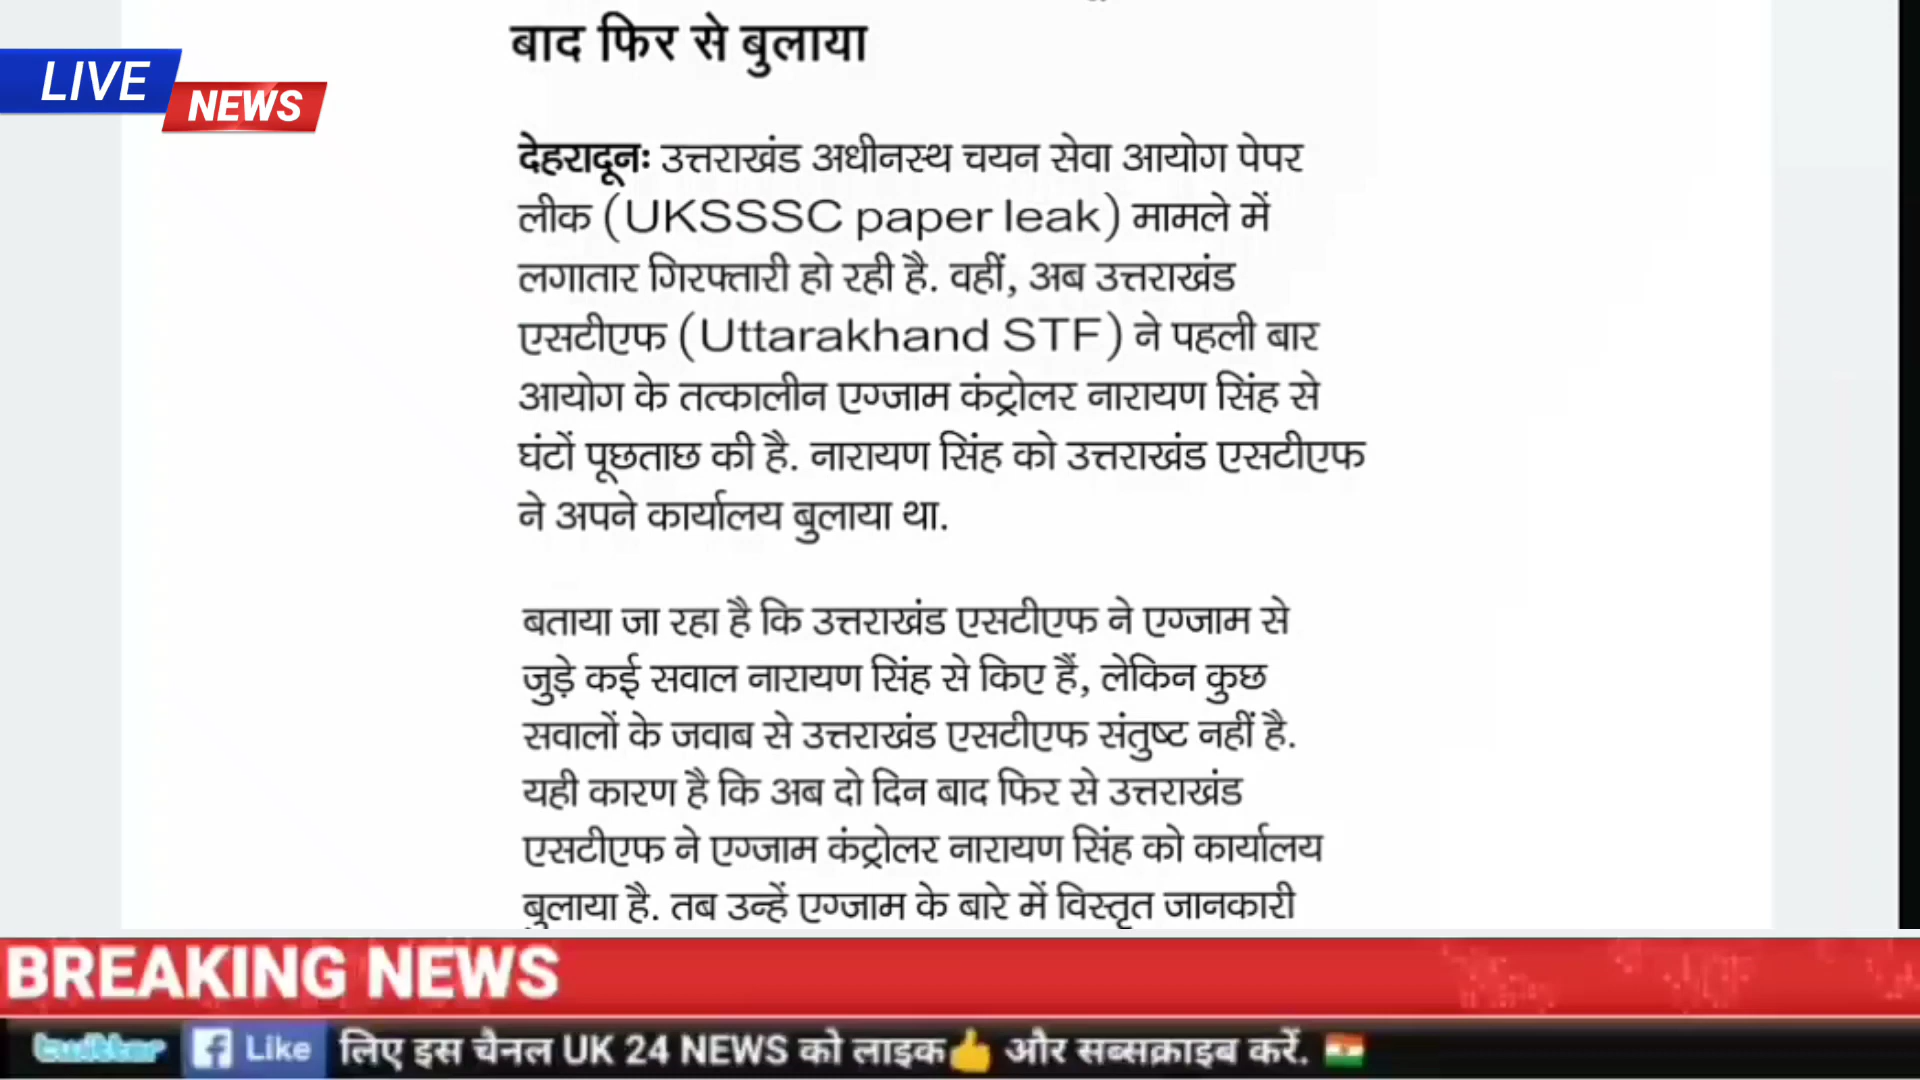 बाद फिर से बुलाया
LIVE
NEWS
देहरादूनः उत्तराखंड अधीनस्थ चयन सेवा आयोग पेपर
लीक (UKSSSC paper leak) मामले में
लगातार गिरफ्तारी हो रही है. वहीं, अब उत्तराखंड
एसटीएफ (Uttarakhand STF) ने पहली बार
आयोग के तत्कालीन एग्जाम कंट्रोलर नारायण सिंह से
घंटों पूछताछ की है. नारायण सिंह को उत्तराखंड एसटीएफ
ने अपने कार्यालय बुलाया था.
बताया जा रहा है कि उत्तराखंड एसटीएफ ने एग्जाम से
जुड़े कई सवाल नारायण सिंह से किए हैं, लेकिन कुछ
सवालों के जवाब से उत्तराखंड एसटीएफ संतुष्ट नहीं है.
यही कारण है कि अब दो दिन बाद फिर से उत्तराखंड
एसटीएफ ने एग्जाम कंट्रोलर नारायण सिंह को कार्यालय
बुलाया है. तब उन्हें एग्जाम के बारे में विस्तृत जानकारी
BREAKING NEWS
twitter Like लिए इस चैनल UK 24 NEWS को लाइक👍 और सब्सक्राइब करें. 🇮🇳